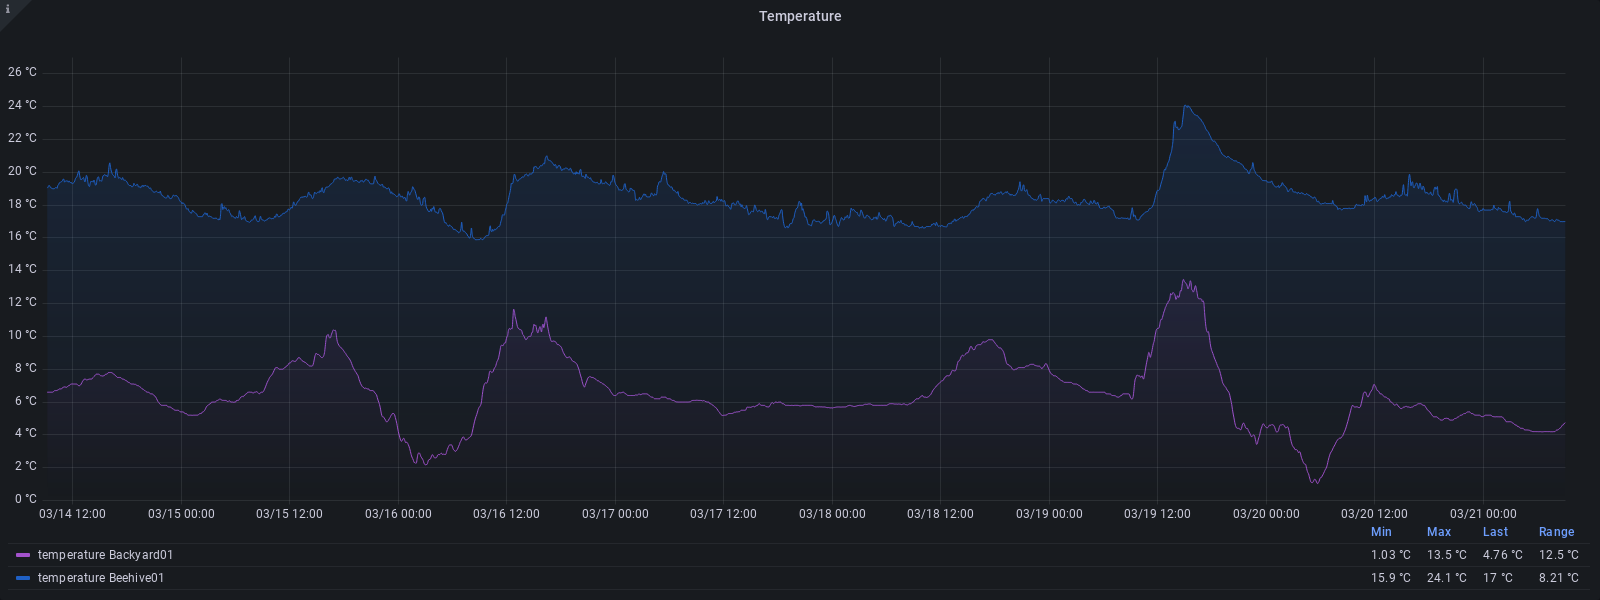 i
Temperature
26 °C
24 °C
22 °C
20 °C
18 °C
16 °C
14 °C
12 °C
10 °C
8 °C
6 °C
4 °C
2 °C
0 °C
03/14 12:00 03/15 00:00 03/15 12:00 03/16 00:00 03/16 12:00 03/17 00:00 03/17 12:00 03/18 00:00 03/18 12:00 03/19 00:00 03/19 12:00 03/20 00:00 03/20 12:00 03/21 00:00
Min Max Last Range
temperature Backyard01 1.03 °C 13.5 °C 4.76 °C 12.5 °C
temperature Beehive01 15.9 °C 24.1 °C 17 °C 8.21 °C